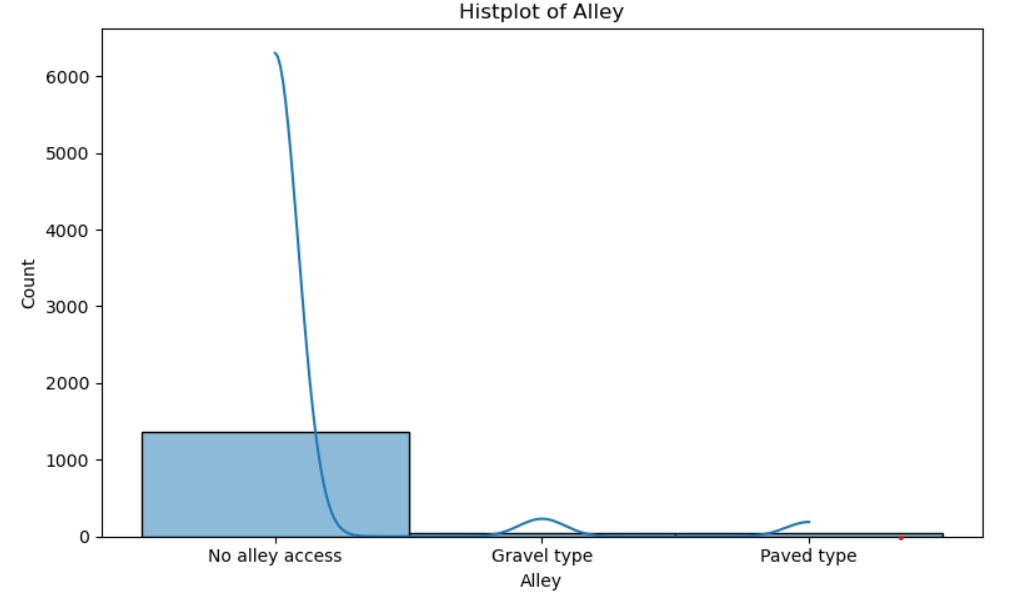 Histplot of Alley
6000
5000
4000
3000
2000
1000
0
Count
No alley access
Gravel type
Paved type
Alley